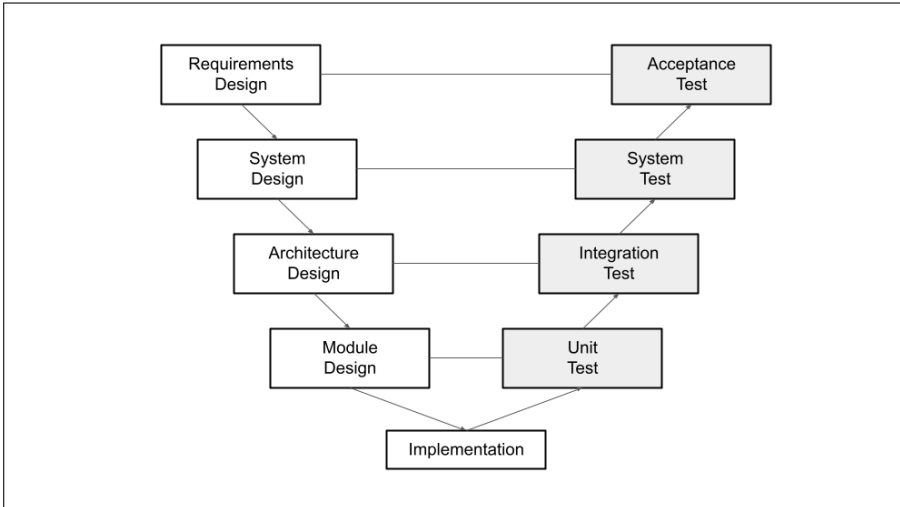 Requirements
Design
Acceptance
Test
System
Design
System
Test
Architecture
Design
Integration
Test
Module
Design
Unit
Test
Implementation